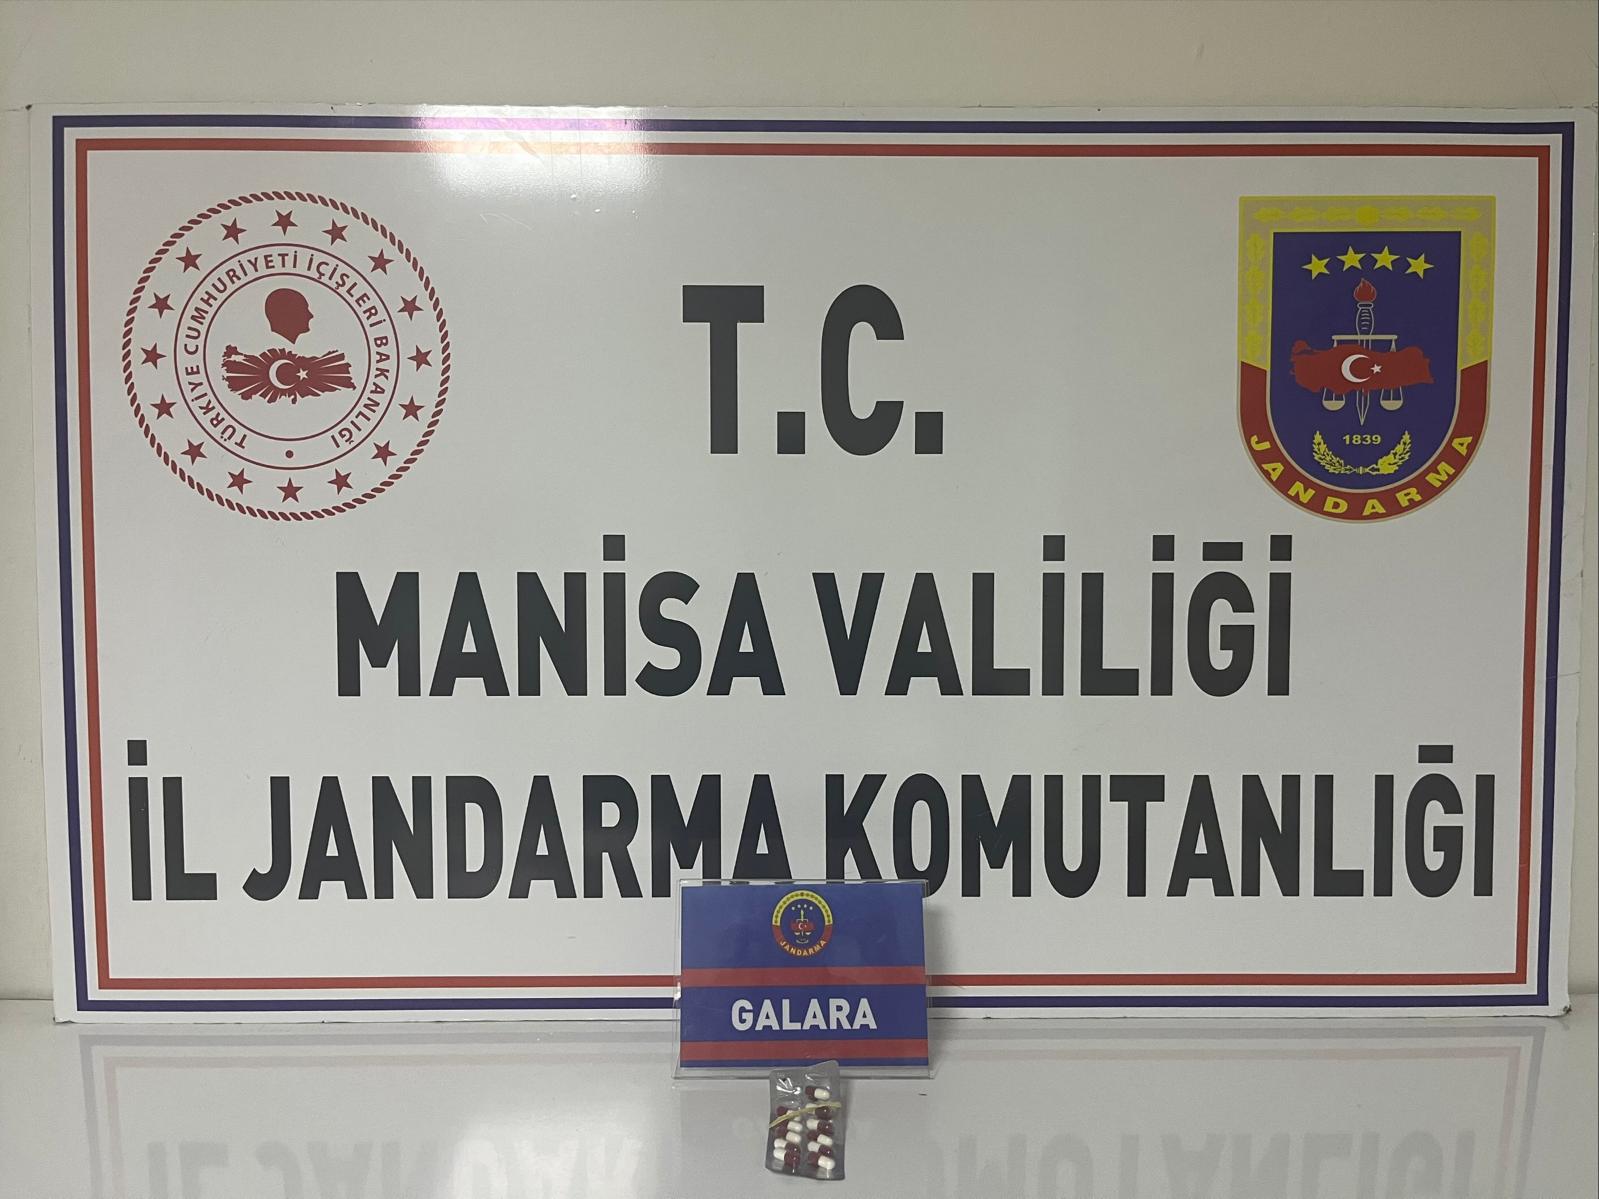 TÜRKİYE CUMHURİYETİ İÇİŞLERİ BAKANLIĞI
T.C.
1839
JANDARMA
MANİSA VALİLİĞİ
İL JANDARMA KOMUTANLIĞI
JANDARMA
GALARA